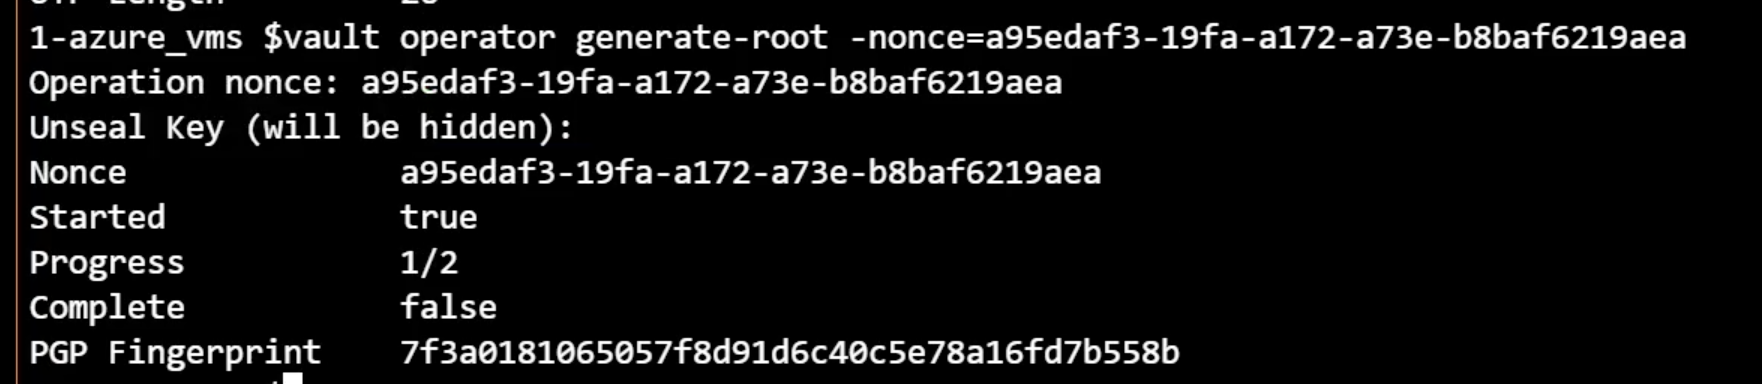 1-azure_vms $vault operator generate-root -nonce=a95edaf3-19fa-a172-a73e-b8baf6219aea
Operation nonce: a95edaf3-19fa-a172-a73e-b8baf6219aea
Unseal Key (will be hidden):
Nonce a95edaf3-19fa-a172-a73e-b8baf6219aea
Started true
Progress 1/2
Complete false
PGP Fingerprint 7f3a0181065057f8d91d6c40c5e78a16fd7b558b